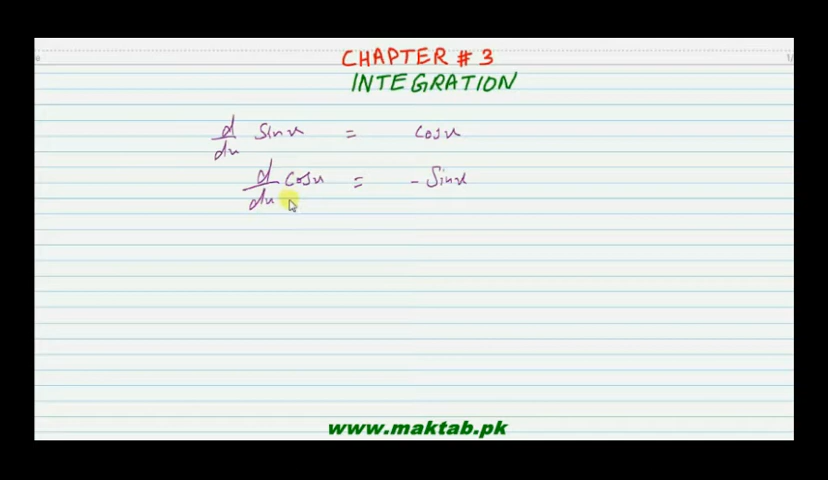 CHAPTER # 3
INTEGRATION
d/dx Sinx = Cosx
d/dx Cosx = - Sinx
www.maktab.pk